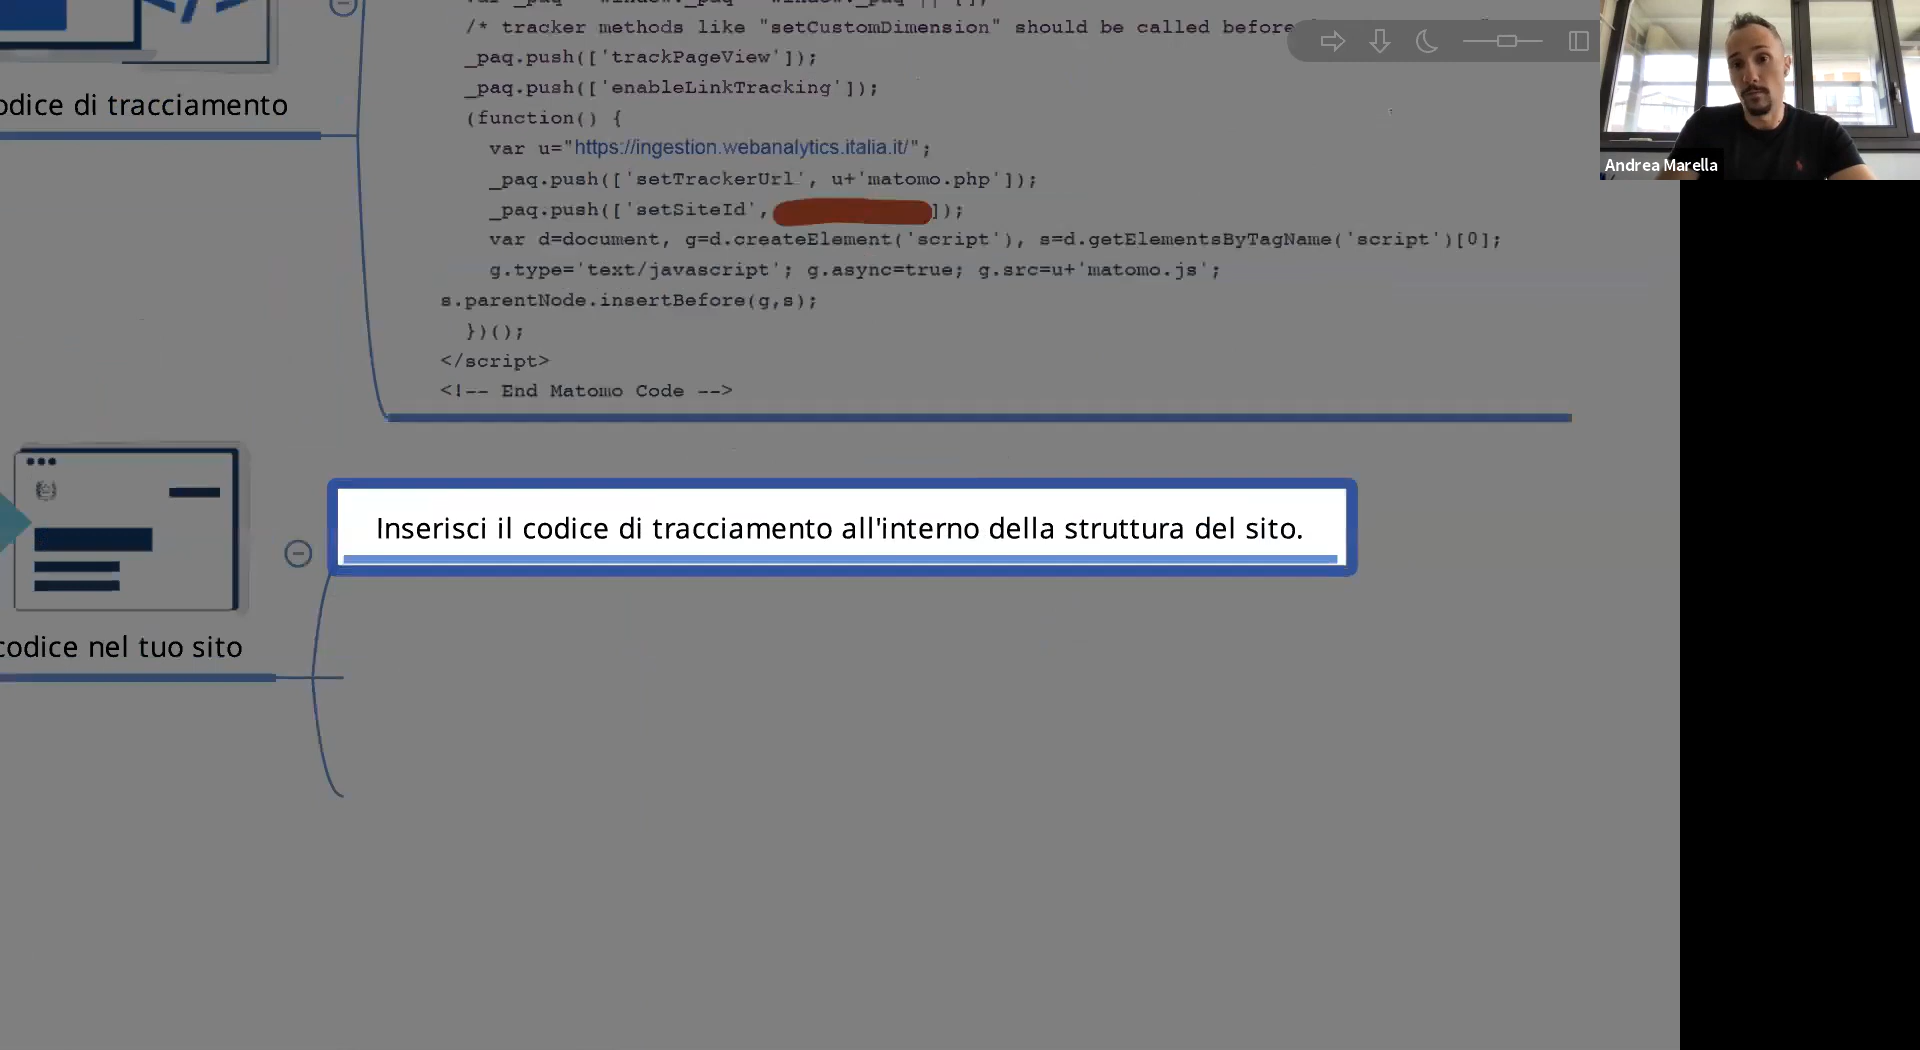 /* tracker methods like "setCustomDimension" should be called before
_paq.push(['trackPageView']);
_paq.push(['enableLinkTracking']);
(function() {
var u="https://ingestion.webanalytics.italia.it/";
_paq.push(['setTrackerUrl', u+'matomo.php']);
_paq.push(['setSiteId', ]);
var d=document, g=d.createElement('script'), s=d.getElementsByTagName('script')[0];
g.type='text/javascript'; g.async=true; g.src=u+'matomo.js';
s.parentNode.insertBefore(g,s);
})();
</script>
<!-- End Matomo Code -->
odice di tracciamento
Inserisci il codice di tracciamento all'interno della struttura del sito.
codice nel tuo sito
Andrea Marella